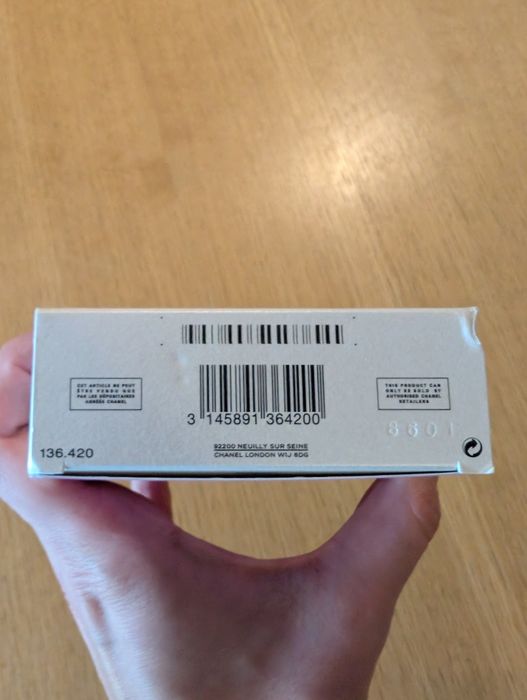 CET ARTICLE NE PEUT
ÊTRE VENDU QUE
PAR LES DÉPOSITAIRES
AGRÉÉS CHANEL
3 145891 364200
THIS PRODUCT CAN
ONLY BE SOLD BY
AUTHORISED CHANEL
RETAILERS
8601
136.420
92200 NEUILLY SUR SEINE
CHANEL LONDON W1J 6DG